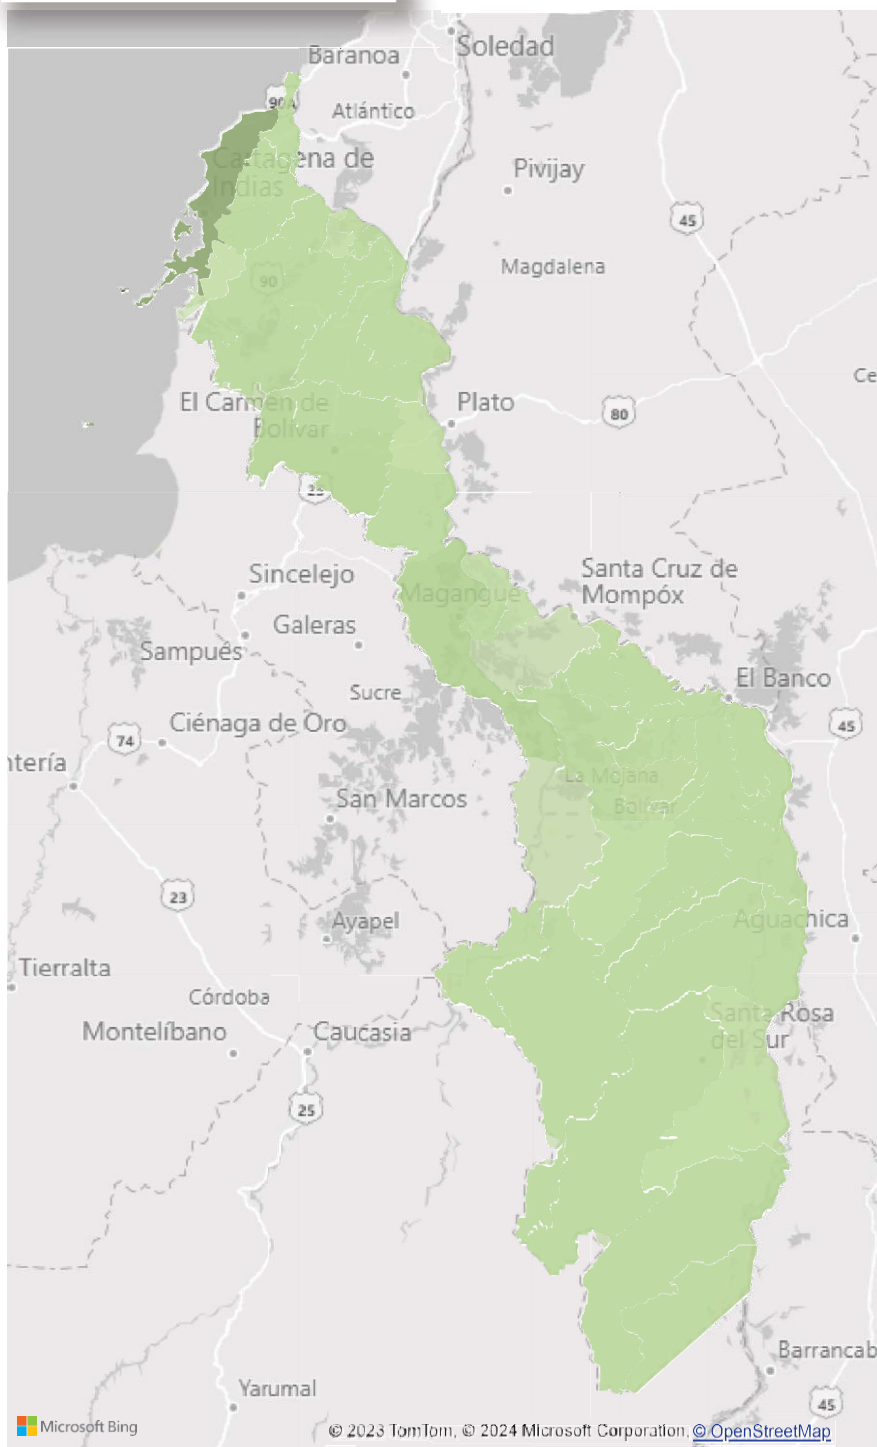 Baranoa
Soledad
90A
Atlántico
Cartagena de
Indias
Pivijay
45
Magdalena
90
Ce
El Carmen de
Bolívar
Plato
80
25
Sincelejo
Santa Cruz de
Mompóx
Magangué
Galeras
Sampués
El Banco
Sucre
Ciénaga de Oro
74
45
ntería
La Mojana
San Marcos
Bolívar
23
Ayapel
Aguachica
Tierralta
Córdoba
Santa Rosa
del Sur
Montelíbano
Caucasia
25
Barrancab
Yarumal
45
Microsoft Bing
© 2023 TomTom, © 2024 Microsoft Corporation, © OpenStreetMap